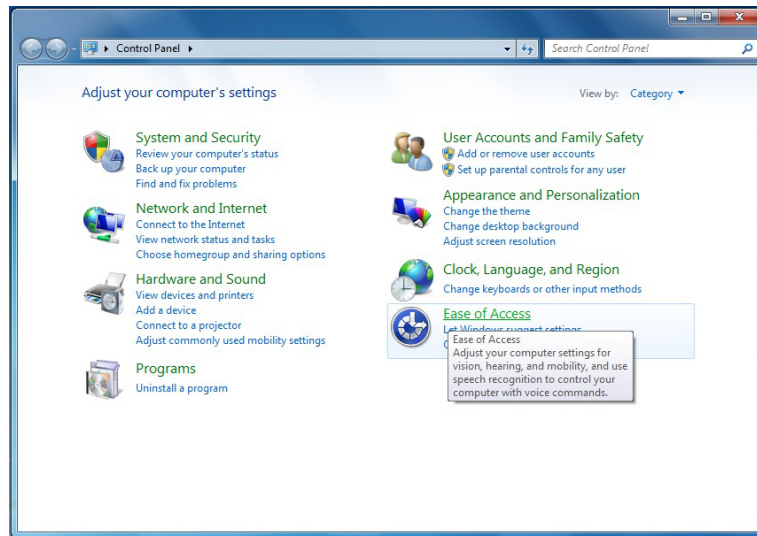 Control Panel
Search Control Panel
Adjust your computer's settings
View by: Category
System and Security
Review your computer's status
Back up your computer
Find and fix problems
Network and Internet
Connect to the Internet
View network status and tasks
Choose homegroup and sharing options
Hardware and Sound
View devices and printers
Add a device
Connect to a projector
Adjust commonly used mobility settings
Programs
Uninstall a program
User Accounts and Family Safety
Add or remove user accounts
Set up parental controls for any user
Appearance and Personalization
Change the theme
Change desktop background
Adjust screen resolution
Clock, Language, and Region
Change keyboards or other input methods
Ease of Access
Let Windows suggest settings
Ease of Access
Adjust your computer settings for
vision, hearing, and mobility, and use
speech recognition to control your
computer with voice commands.